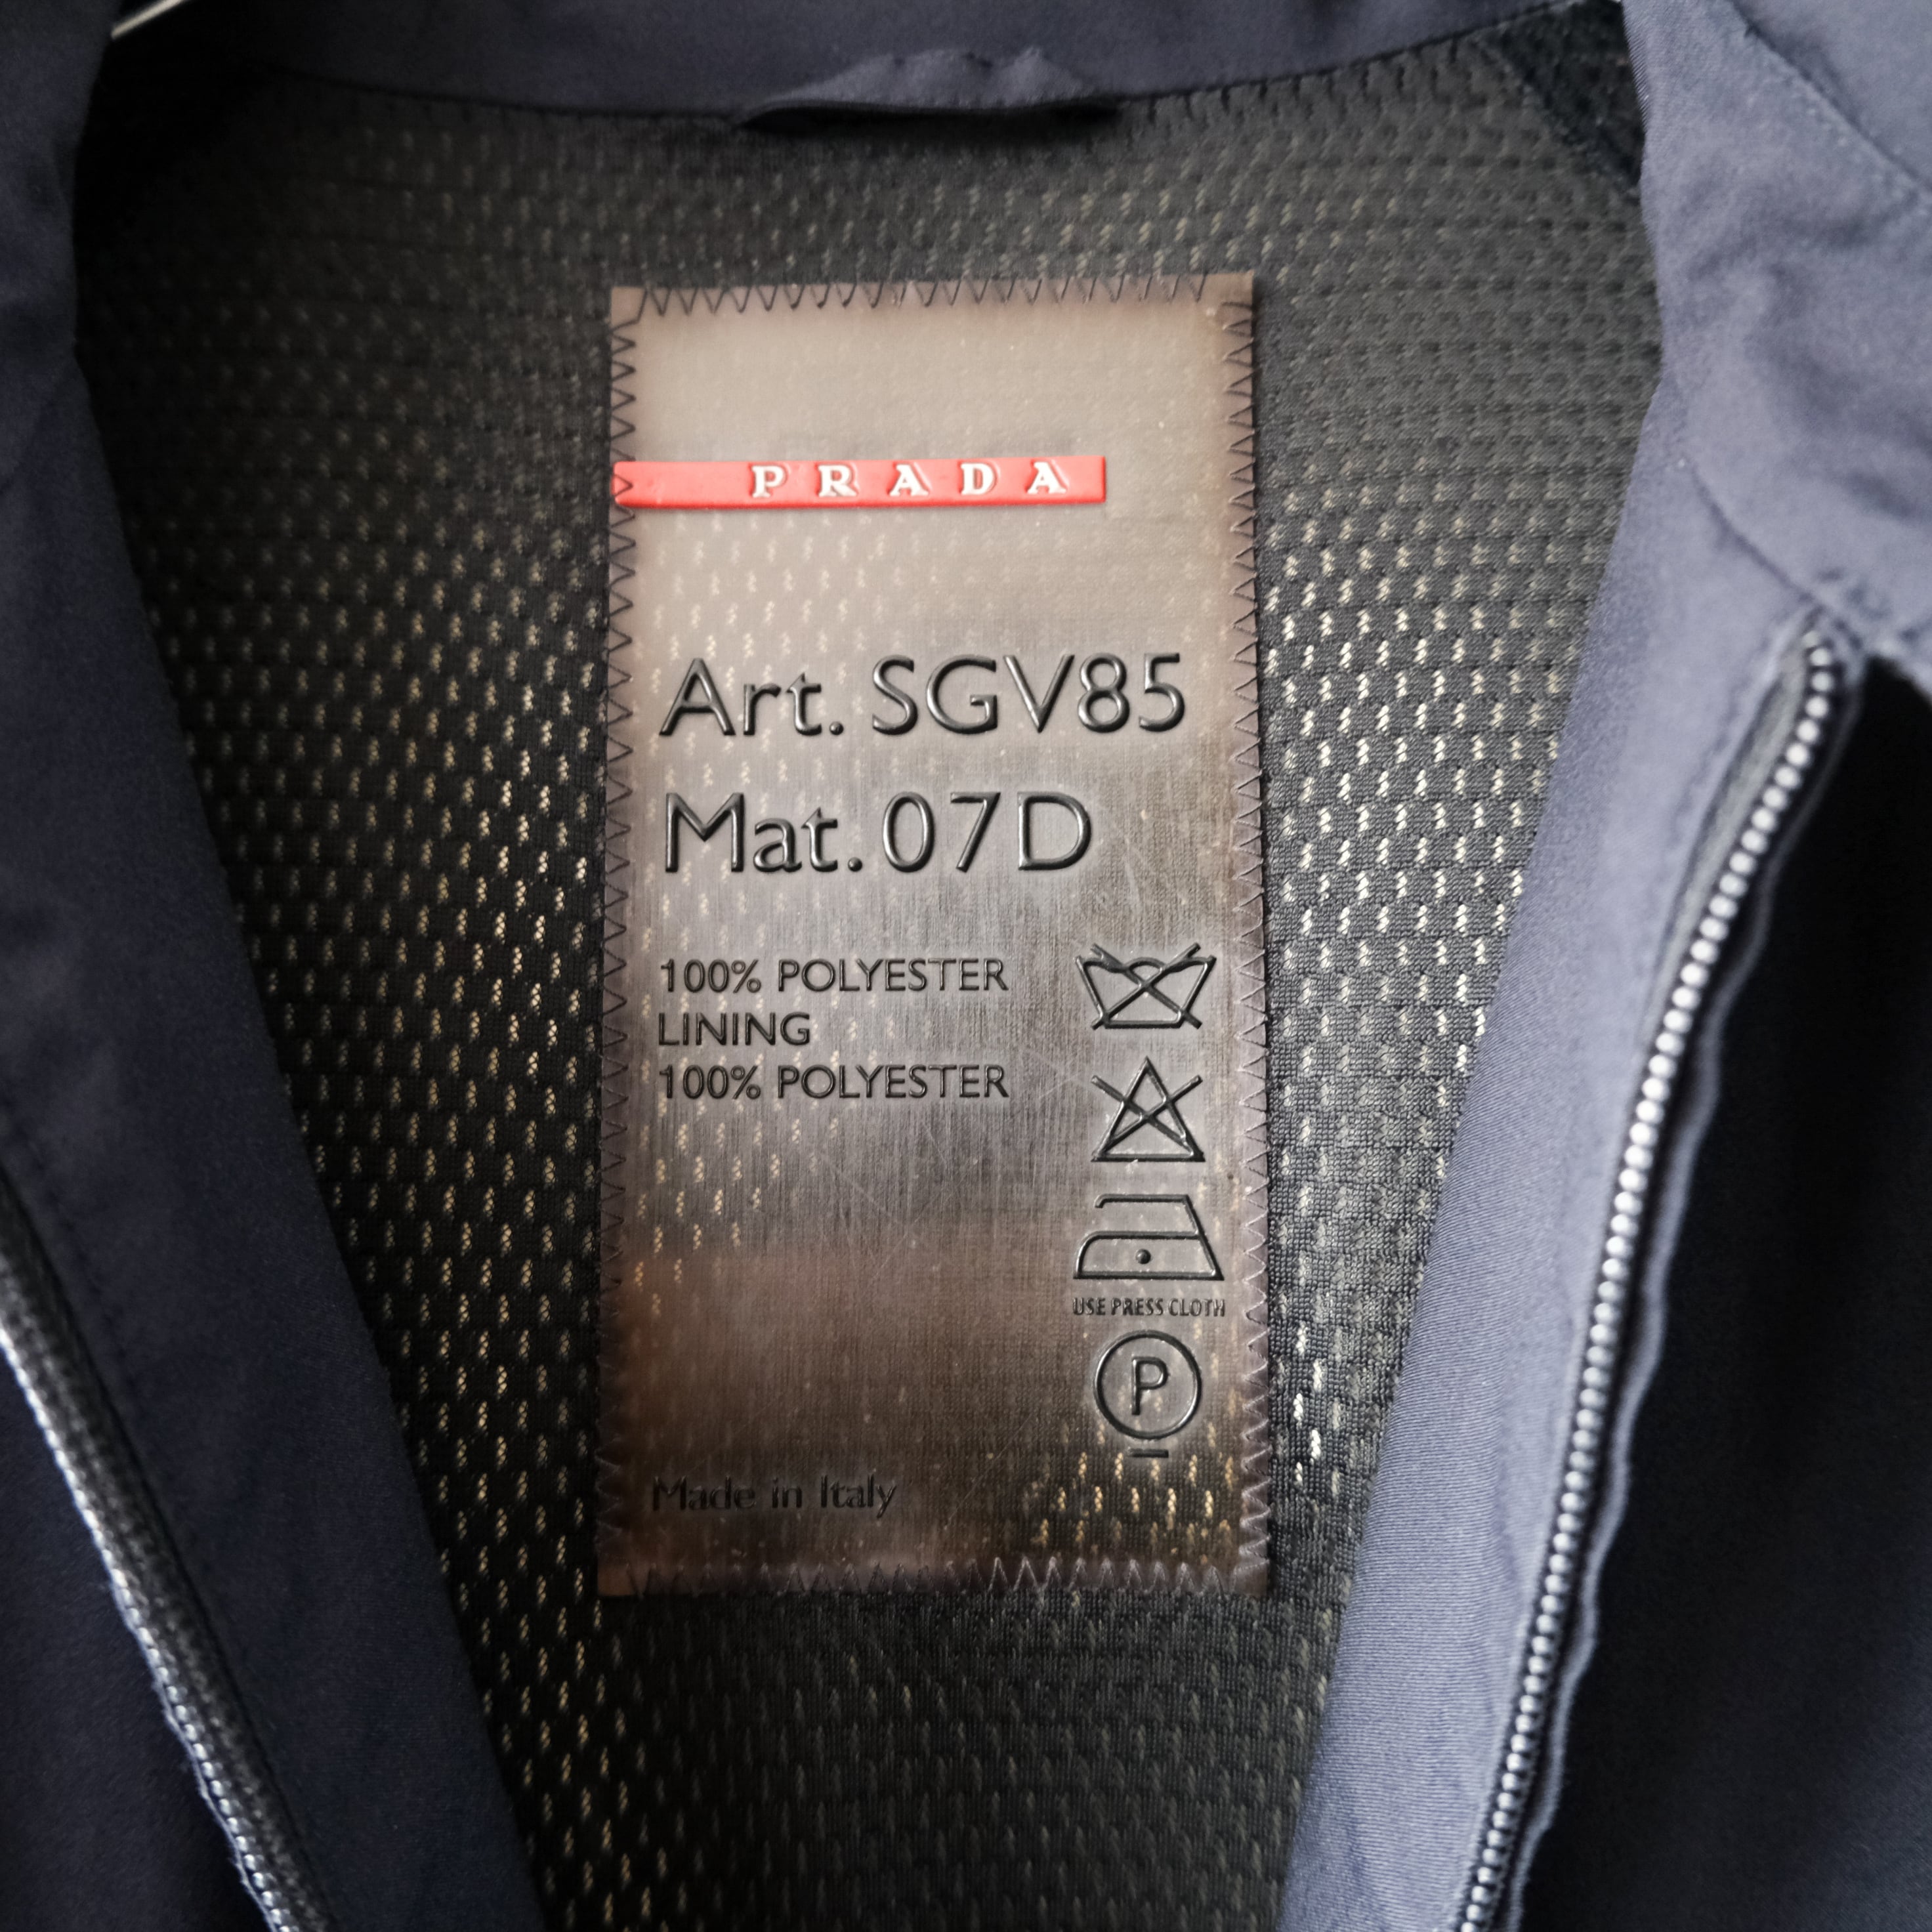 PRADA
Art. SGV85
Mat. 07D
100% POLYESTER
LINING
100% POLYESTER
USE PRESS CLOTH
P
Made in Italy